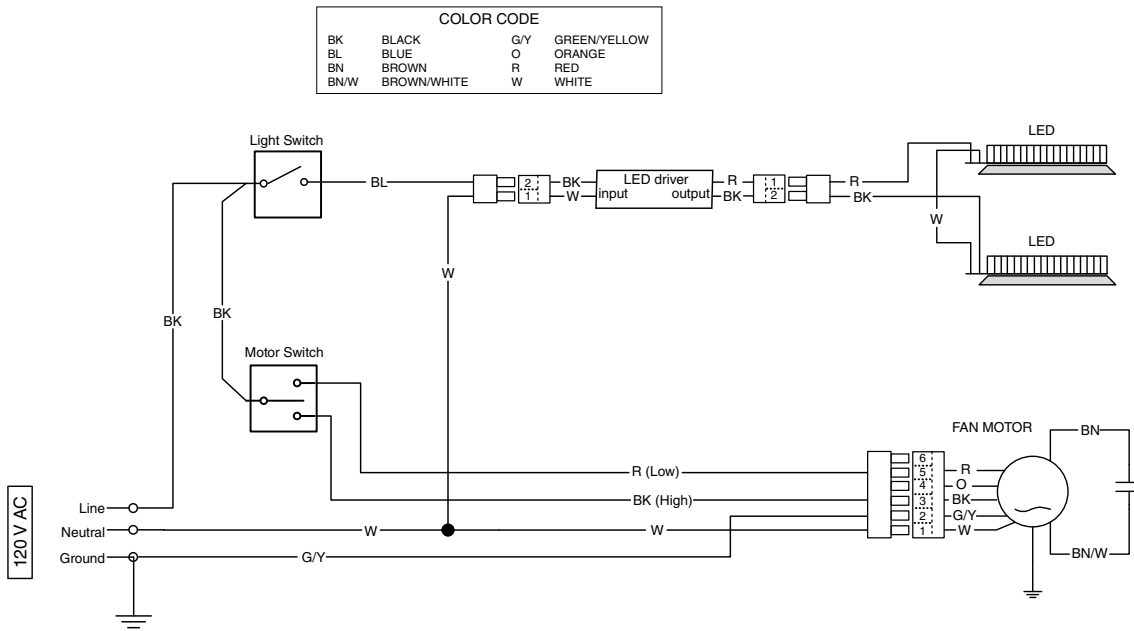 COLOR CODE
BK BLACK G/Y GREEN/YELLOW
BL BLUE O ORANGE
BN BROWN R RED
BN/W BROWN/WHITE W WHITE
Light Switch
LED
BL
2
1
BK
W
LED driver
input output
R
BK
1
2
R
BK
W
LED
W
BK
BK
Motor Switch
FAN MOTOR
BN
R (Low)
BK (High)
6
5
4
3
2
1
R
O
BK
G/Y
W
BN/W
120 V AC
Line
Neutral
W
W
Ground
G/Y